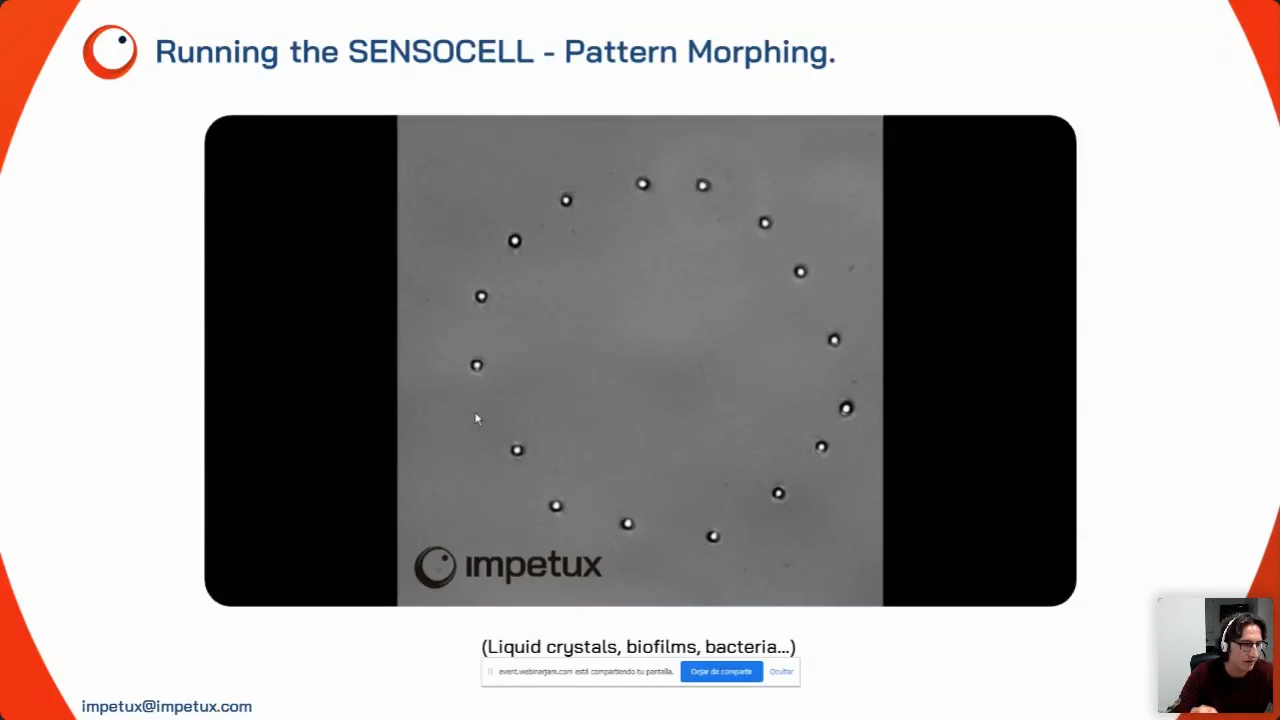 Running the SENSOCELL - Pattern Morphing.
impetux
(Liquid crystals, biofilms, bacteria...)
event.webinarjam.com está compartiendo tu pantalla.
Dejar de compartir
Ocultar
impetux@impetux.com